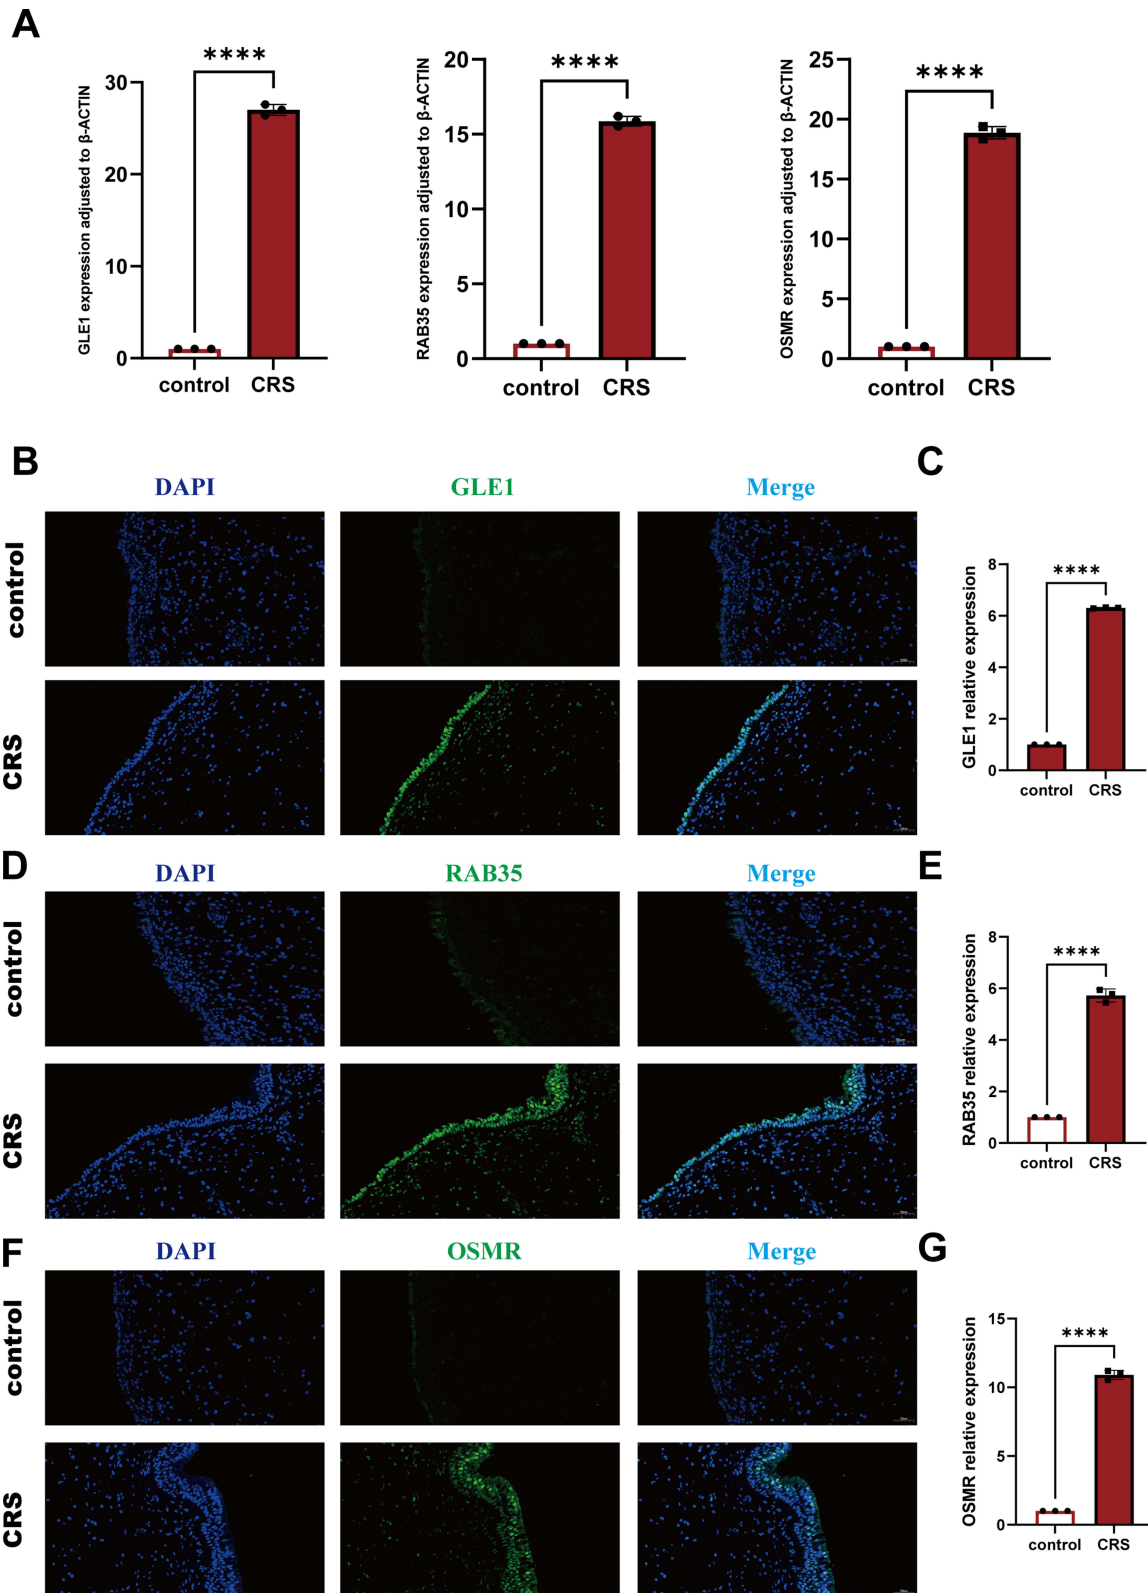 A
****
****
****
GLE1 expression adjusted to β-ACTIN
30
20
10
0
control
CRS
RAB35 expression adjusted to β-ACTIN
20
15
10
5
0
control
CRS
OSMR expression adjusted to β-ACTIN
25
20
15
10
5
0
control
CRS
B
DAPI
GLE1
Merge
control
CRS
C
****
GLE1 relative expression
8
6
4
2
0
control
CRS
D
DAPI
RAB35
Merge
control
CRS
E
****
RAB35 relative expression
8
6
4
2
0
control
CRS
F
DAPI
OSMR
Merge
control
CRS
G
****
OSMR relative expression
15
10
5
0
control
CRS